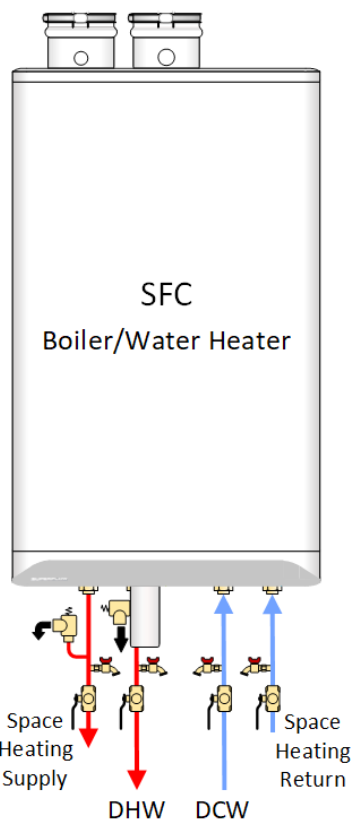 SFC
Boiler/Water Heater
Space
Heating
Supply
Space
Heating
Return
DHW
DCW